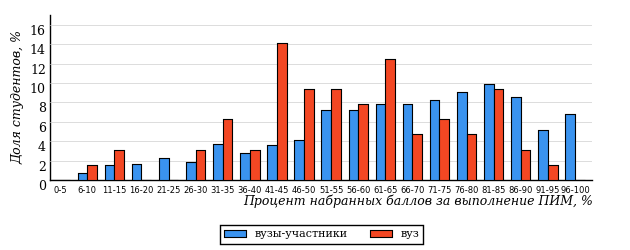 Доля студентов, %
16
14
12
10
8
6
4
2
0
0-5 6-10 11-15 16-20 21-25 26-30 31-35 36-40 41-45 46-50 51-55 56-60 61-65 66-70 71-75 76-80 81-85 86-90 91-95 96-100
Процент набранных баллов за выполнение ПИМ, %
вузы-участники вуз